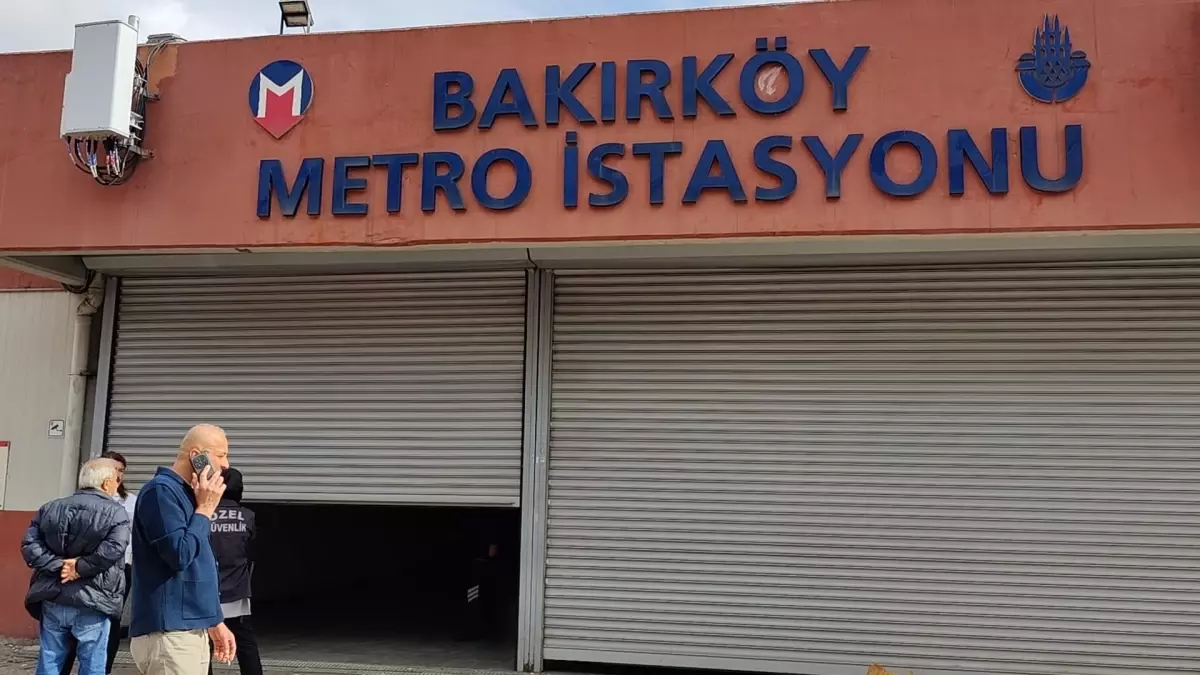 BAKIRKÖY
M
METRO İSTASYONU
ÖZEL
GÜVENLİK